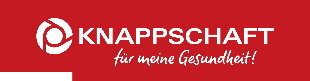 KNAPPSCHAFT
für meine Gesundheit!